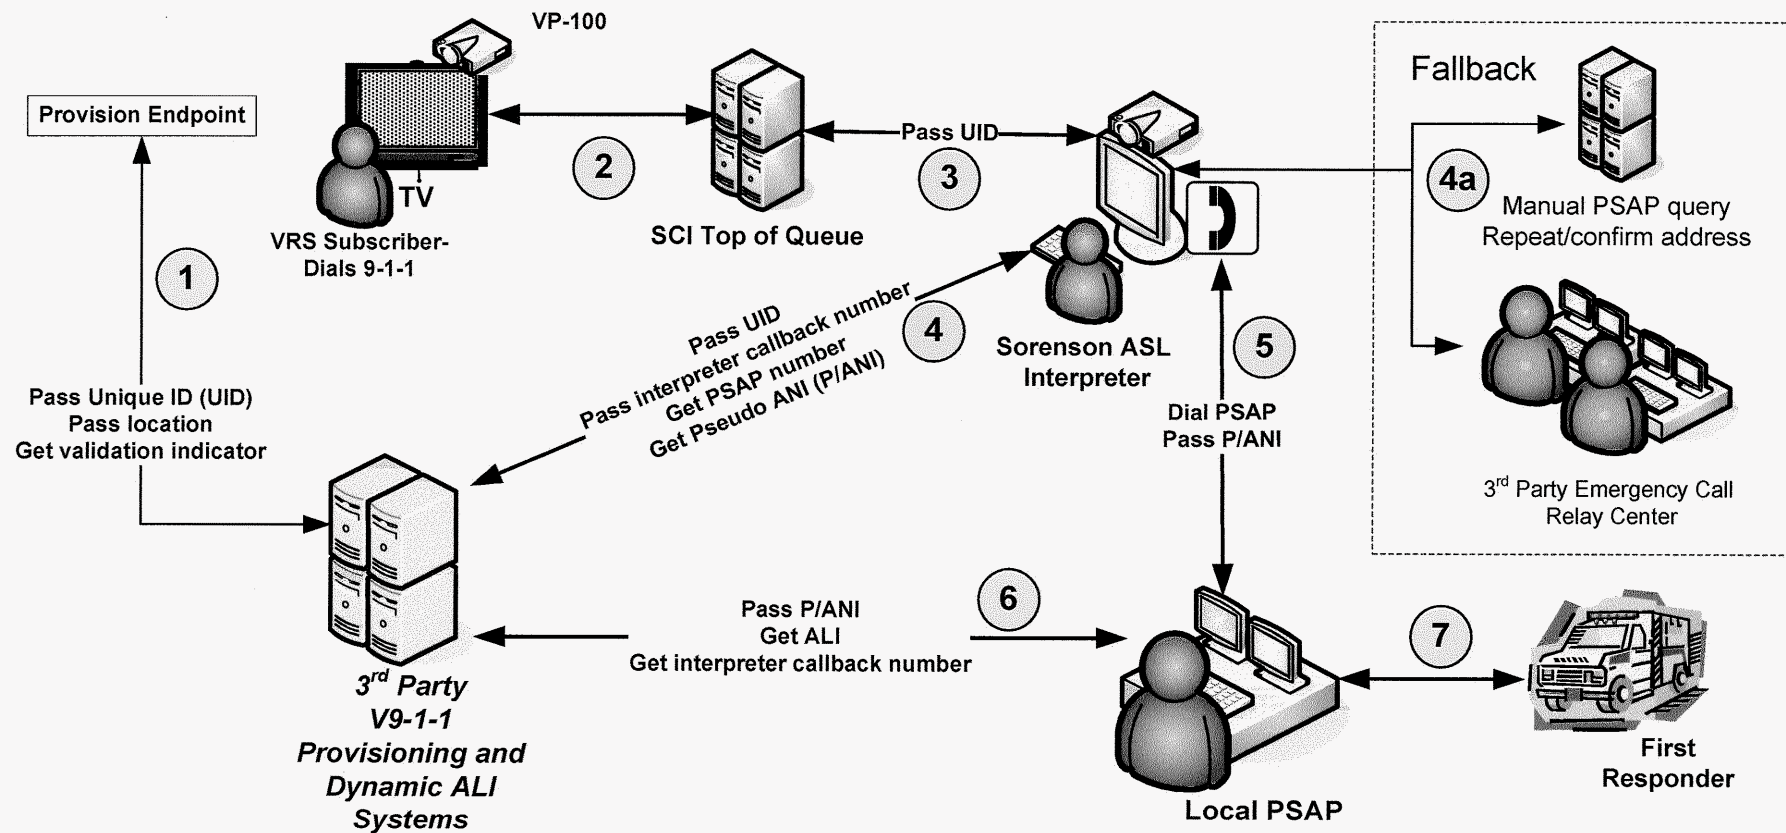 VP-100
Provision Endpoint
TV
VRS Subscriber-
Dials 9-1-1
1
2
SCI Top of Queue
Pass UID
3
Fallback
4a
Manual PSAP query
Repeat/confirm address
3rd Party Emergency Call
Relay Center
Pass Unique ID (UID)
Pass location
Get validation indicator
Pass UID
Pass interpreter callback number
Get PSAP number
Get Pseudo ANI (P/ANI)
4
Sorenson ASL
Interpreter
5
Dial PSAP
Pass P/ANI
Pass P/ANI
Get ALI
Get interpreter callback number
6
7
3rd Party
V9-1-1
Provisioning and
Dynamic ALI
Systems
Local PSAP
First
Responder